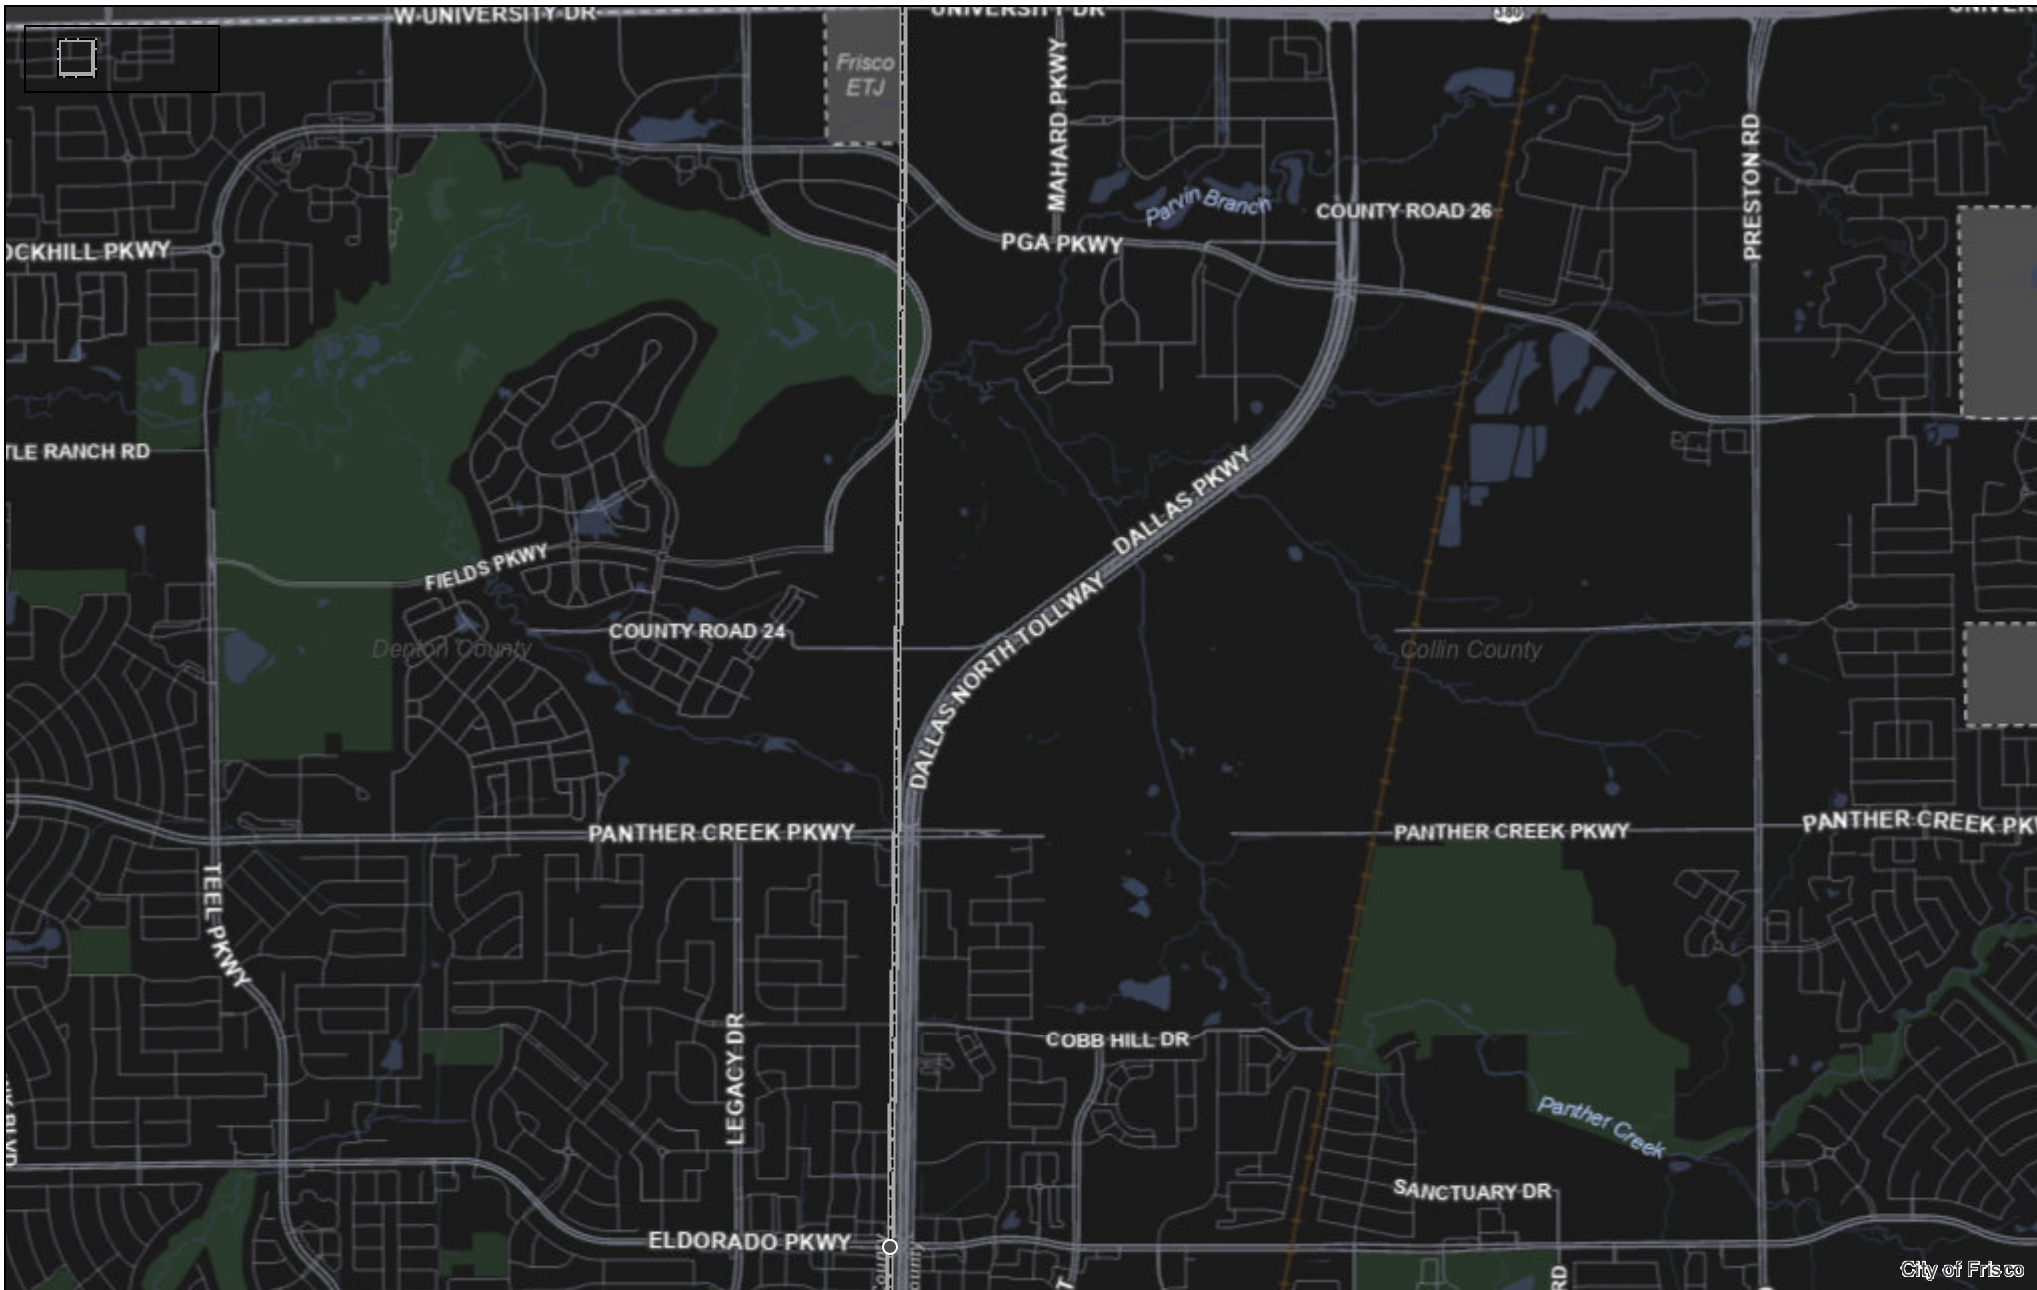 W UNIVERSITY DR
UNIVERSITY DR
380
Frisco
ETJ
MAHARD PKWY
PRESTON RD
Parvin Branch
COUNTY ROAD 26
PGA PKWY
OCKHILL PKWY
TLE RANCH RD
DALLAS PKWY
FIELDS PKWY
DALLAS NORTH TOLLWAY
COUNTY ROAD 24
Denton County
Collin County
PANTHER CREEK PKWY
PANTHER CREEK PKWY
PANTHER CREEK PKW
TEEL PKWY
LEGACY DR
COBB HILL DR
Panther Creek
SANCTUARY DR
ELDORADO PKWY
RD
City of Frisco